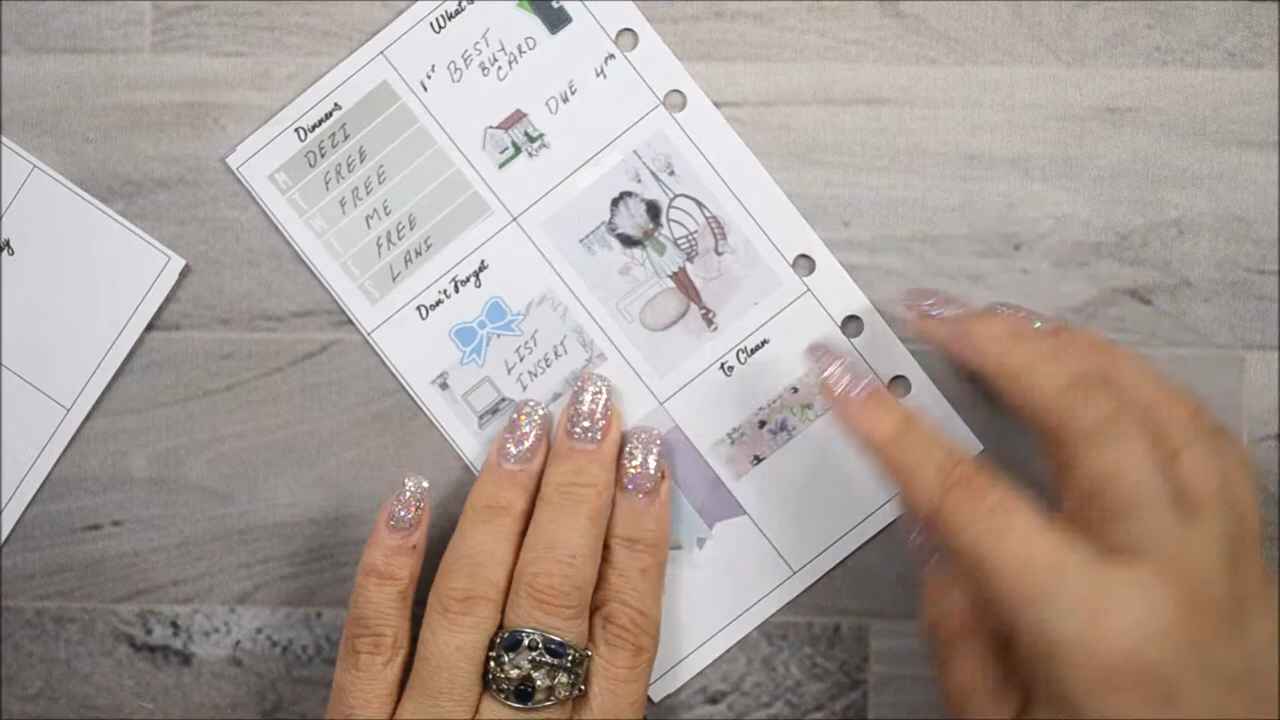 Dinners
M DEZI
T FREE
W FREE
T ME
F FREE
S LANI
What's
1ST BEST
BUY
CARD
DUE 4TH
Rent
Don't Forget
LIST
INSERT
to Clean